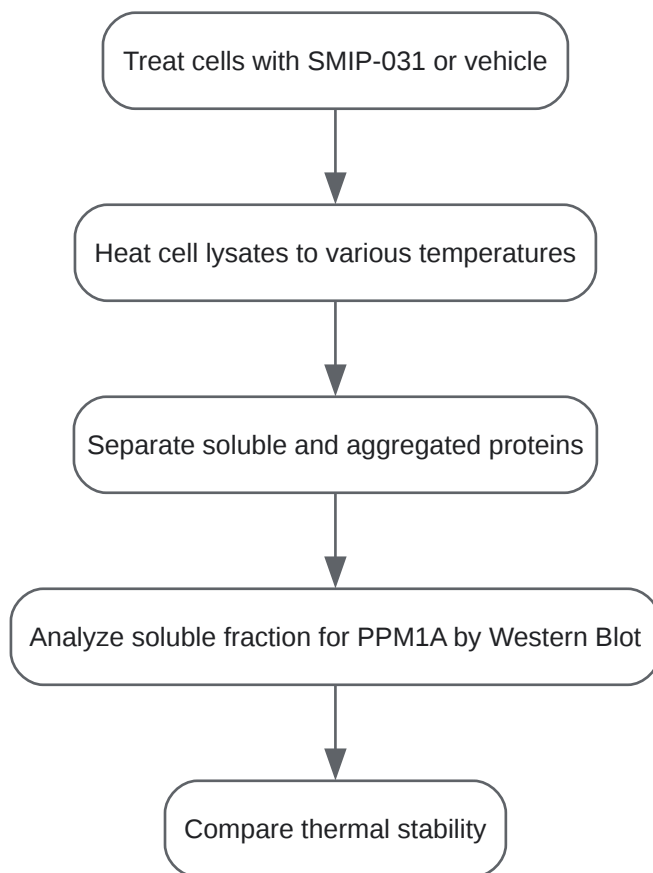 Treat cells with SMIP-031 or vehicle
Heat cell lysates to various temperatures
Separate soluble and aggregated proteins
Analyze soluble fraction for PPM1A by Western Blot
Compare thermal stability